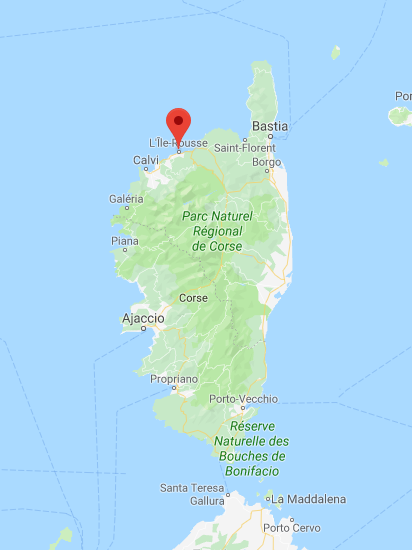 Por
Bastia
L'Île-Rousse
Saint-Florent
Calvi
Borgo
Galéria
Parc Naturel
Régional
de Corse
Piana
Corse
Ajaccio
Propriano
Porto-Vecchio
Réserve
Naturelle des
Bouches de
Bonifacio
Santa Teresa
Gallura
La Maddalena
Porto Cervo